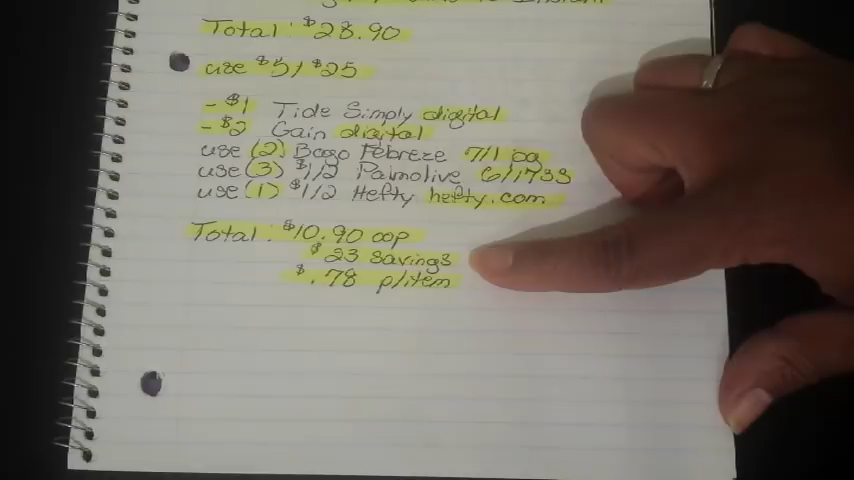 Total: $28.90
use $5/$25
- $1 Tide Simply digital
- $2 Gain digital
use (2) Bogo Febreze 7/1 pg
use (3) $1/2 Palmolive 6/11 SS
use (1) $1/2 Hefty hefty.com
Total: $10.90 oop
$23 savings
$.78 p/item